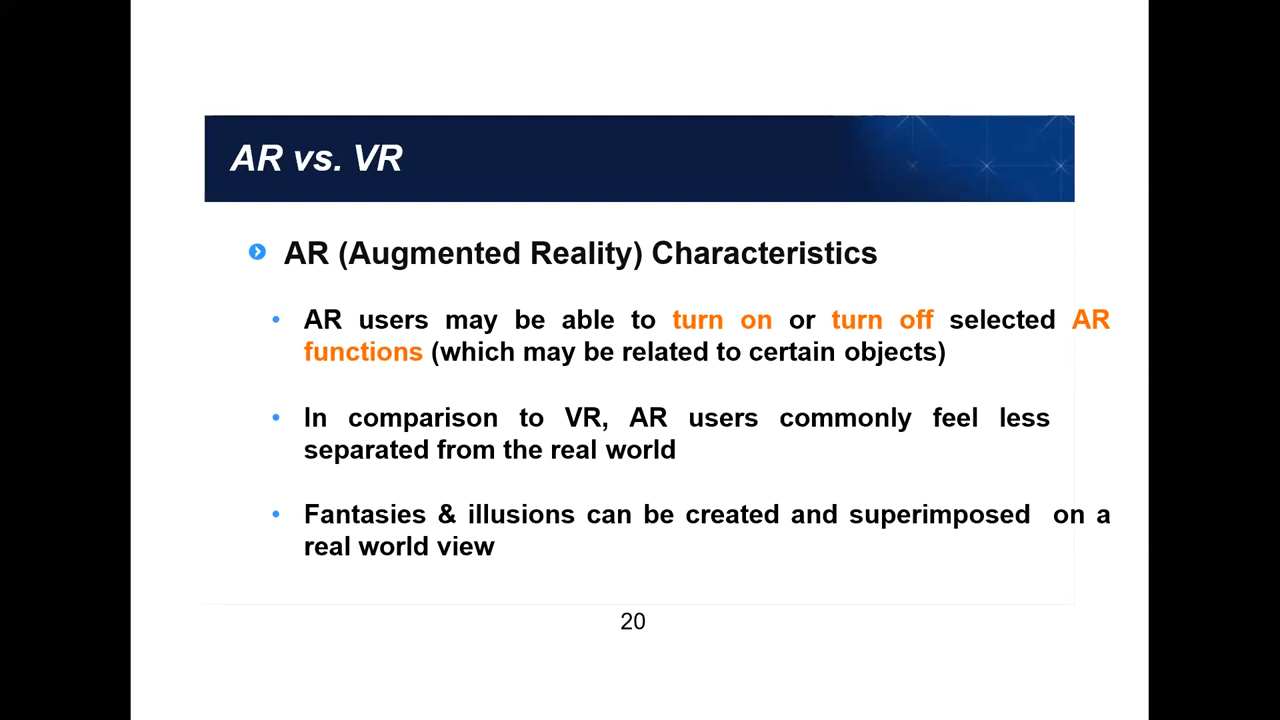 AR vs. VR
AR (Augmented Reality) Characteristics
• AR users may be able to turn on or turn off selected AR
functions (which may be related to certain objects)
• In comparison to VR, AR users commonly feel less
separated from the real world
• Fantasies & illusions can be created and superimposed on a
real world view
20